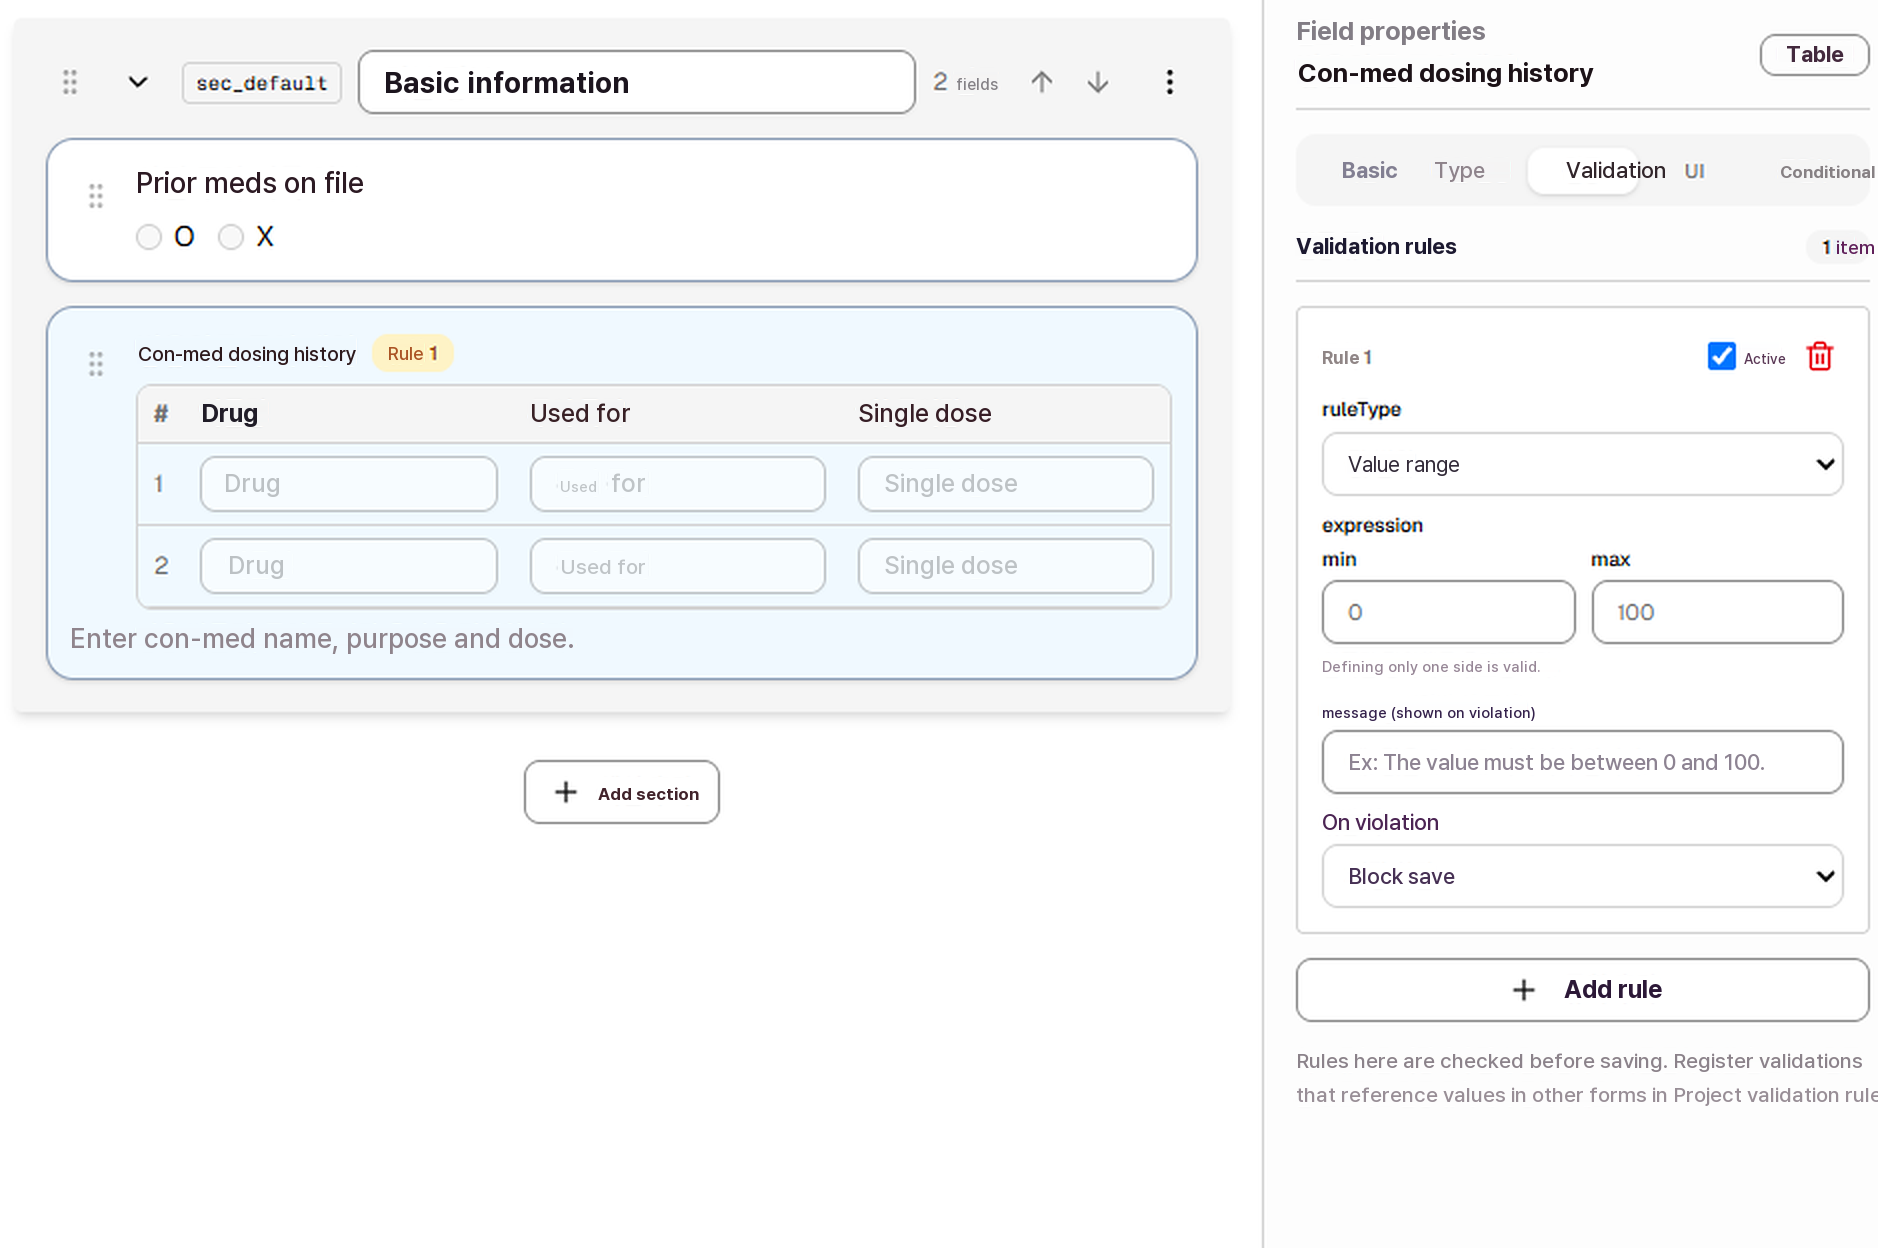 sec_default
Basic information
2 fields
Prior meds on file
O X
Con-med dosing history Rule 1
# Drug Used for Single dose
1 Drug Used for Single dose
2 Drug Used for Single dose
Enter con-med name, purpose and dose.
Add section
Field properties
Con-med dosing history
Table
Basic Type Validation UI Conditional
Validation rules 1 item
Rule 1 Active
ruleType
Value range
expression
min max
0 100
Defining only one side is valid.
message (shown on violation)
Ex: The value must be between 0 and 100.
On violation
Block save
Add rule
Rules here are checked before saving. Register validations
that reference values in other forms in Project validation rule